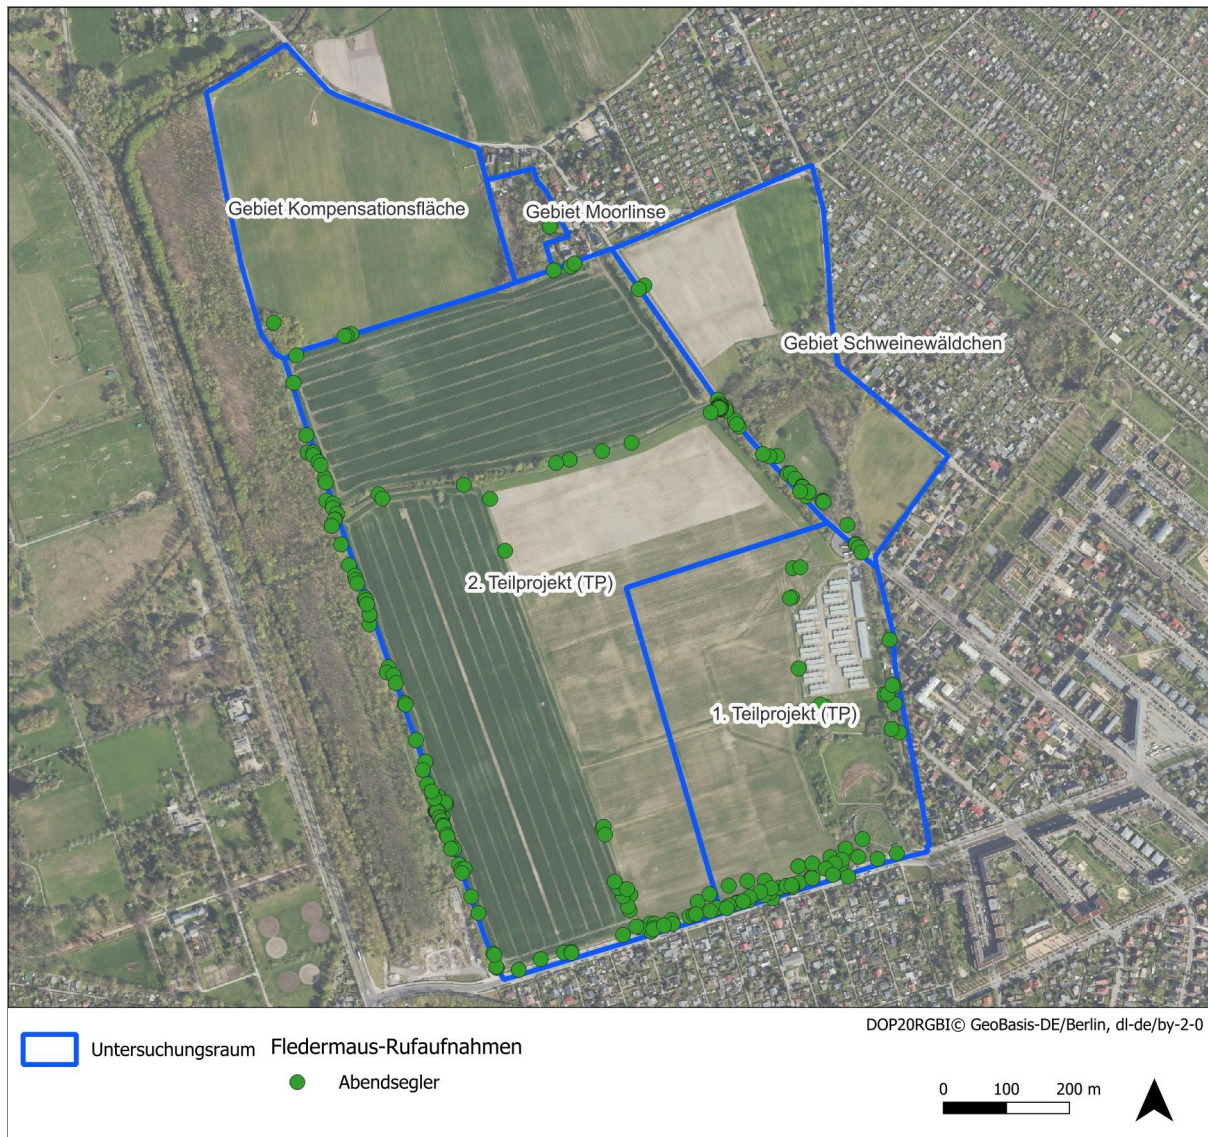 Gebiet Kompensationsfläche
Gebiet Moorlinse
Gebiet Schweinewäldchen
2. Teilprojekt (TP)
1. Teilprojekt (TP)
DOP20RGBI© GeoBasis-DE/Berlin, dl-de/by-2-0
Untersuchungsraum
Fledermaus-Rufaufnahmen
Abendsegler
0 100 200 m